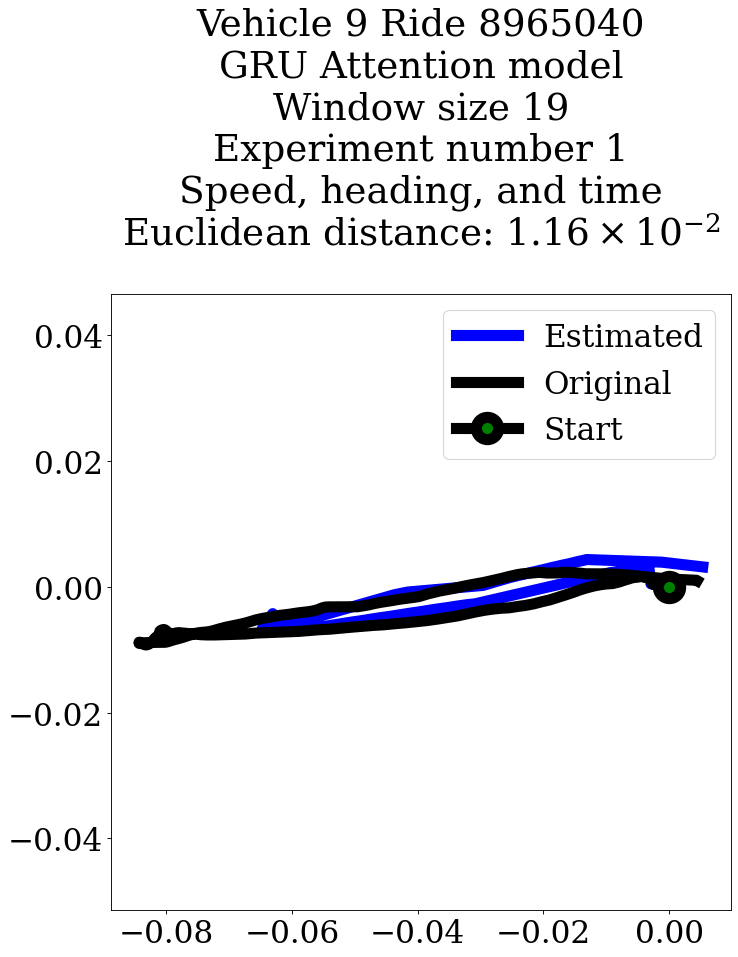 Vehicle 9 Ride 8965040
GRU Attention model
Window size 19
Experiment number 1
Speed, heading, and time
Euclidean distance: 1.16 × 10⁻²
Estimated
Original
Start
0.04
0.02
0.00
−0.02
−0.04
−0.08 −0.06 −0.04 −0.02 0.00